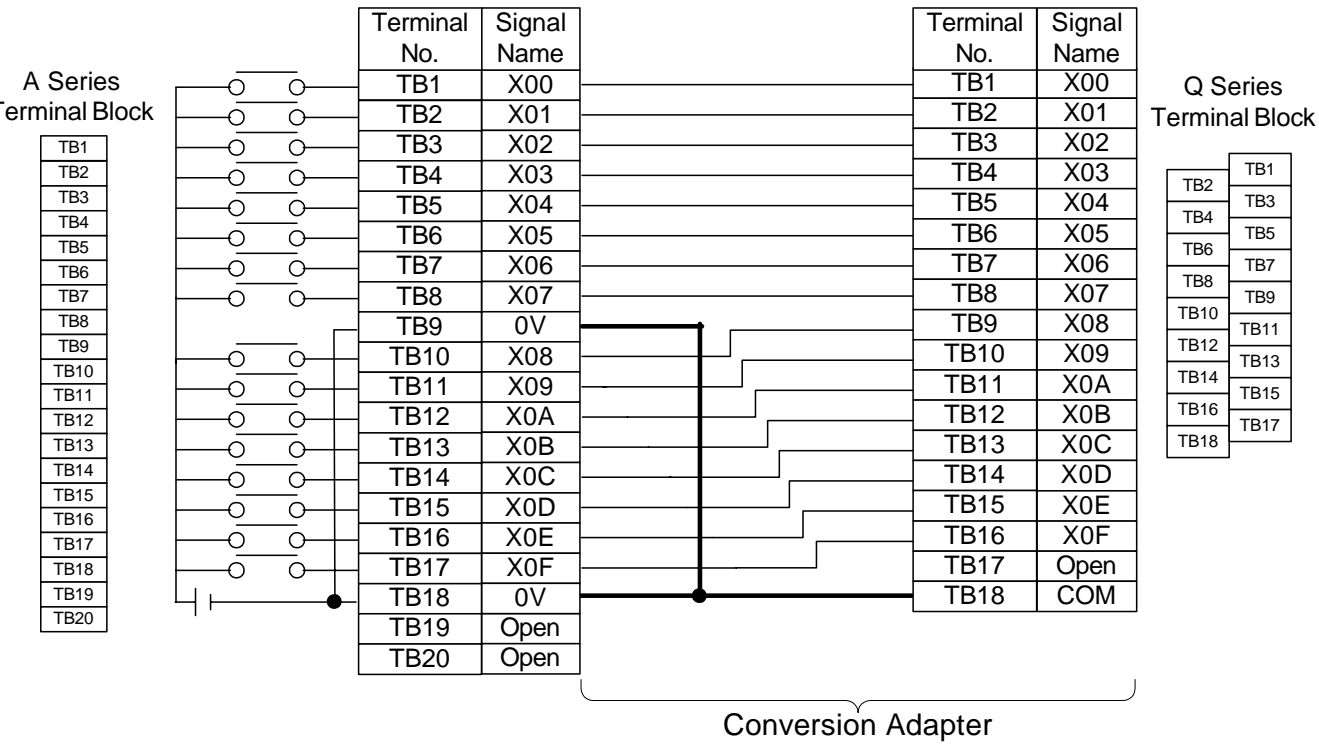 A Series
Terminal Block
TB1
TB2
TB3
TB4
TB5
TB6
TB7
TB8
TB9
TB10
TB11
TB12
TB13
TB14
TB15
TB16
TB17
TB18
TB19
TB20
Terminal No. Signal Name
TB1 X00
TB2 X01
TB3 X02
TB4 X03
TB5 X04
TB6 X05
TB7 X06
TB8 X07
TB9 0V
TB10 X08
TB11 X09
TB12 X0A
TB13 X0B
TB14 X0C
TB15 X0D
TB16 X0E
TB17 X0F
TB18 0V
TB19 Open
TB20 Open
Terminal No. Signal Name
TB1 X00
TB2 X01
TB3 X02
TB4 X03
TB5 X04
TB6 X05
TB7 X06
TB8 X07
TB9 X08
TB10 X09
TB11 X0A
TB12 X0B
TB13 X0C
TB14 X0D
TB15 X0E
TB16 X0F
TB17 Open
TB18 COM
Q Series
Terminal Block
TB1
TB2
TB3
TB4
TB5
TB6
TB7
TB8
TB9
TB10
TB11
TB12
TB13
TB14
TB15
TB16
TB17
TB18
Conversion Adapter